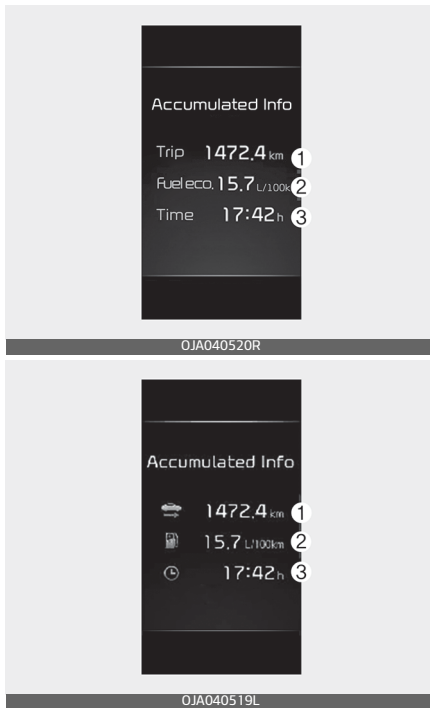 Accumulated Info
Trip 1472.4 km 1
Fuel eco. 15.7 L/100k 2
Time 17:42 h 3
OJA040520R
Accumulated Info
1472.4 km 1
15.7 L/100km 2
17:42 h 3
OJA040519L